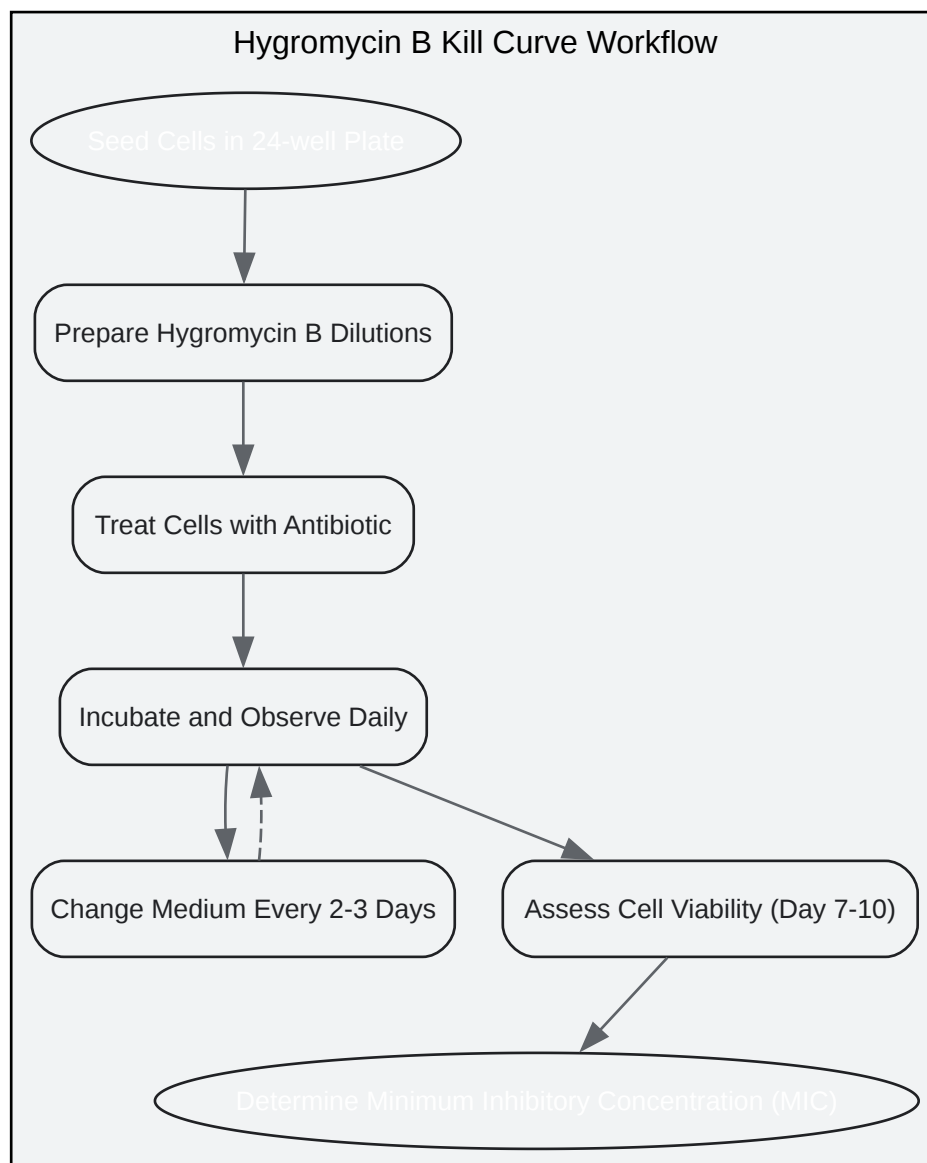 Hygromycin B Kill Curve Workflow
Seed Cells in 24-well Plate
Prepare Hygromycin B Dilutions
Treat Cells with Antibiotic
Incubate and Observe Daily
Change Medium Every 2-3 Days
Assess Cell Viability (Day 7-10)
Determine Minimum Inhibitory Concentration (MIC)